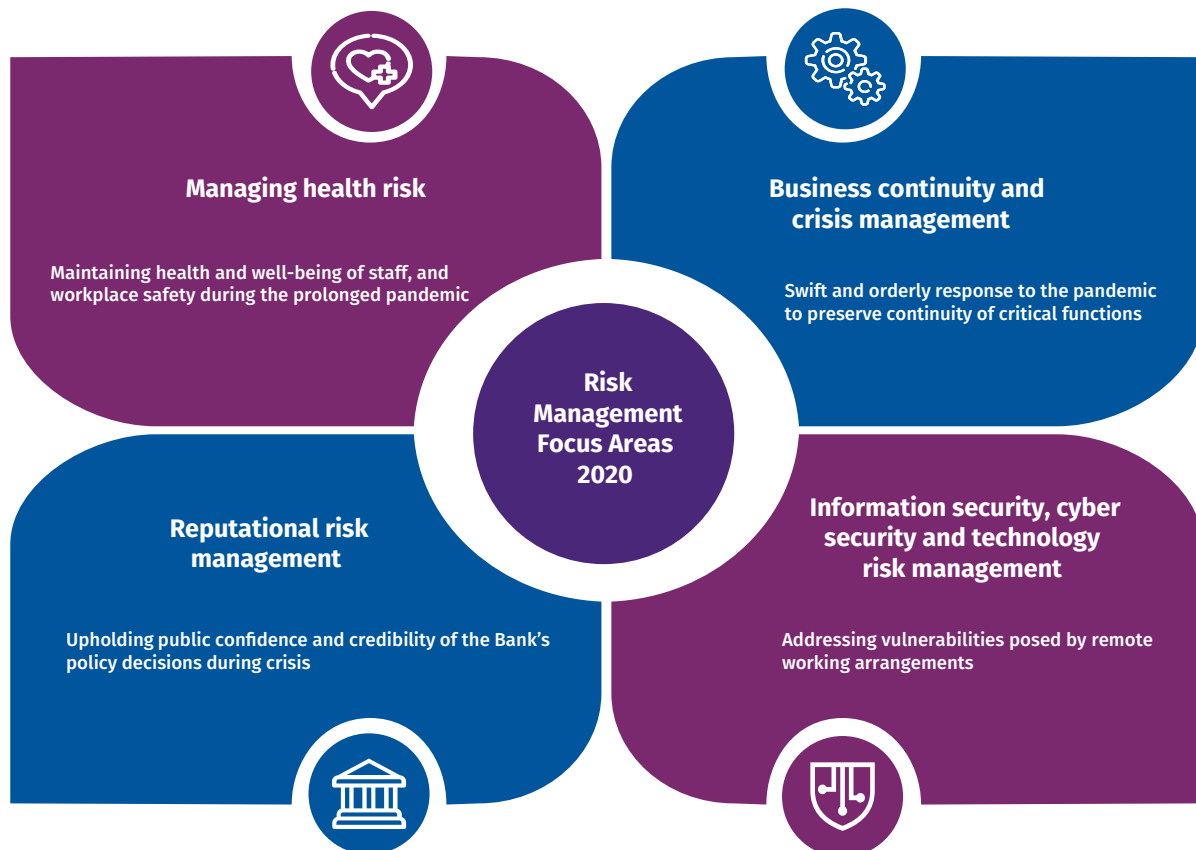 Managing health risk
Maintaining health and well-being of staff, and
workplace safety during the prolonged pandemic
Business continuity and
crisis management
Swift and orderly response to the pandemic
to preserve continuity of critical functions
Risk
Management
Focus Areas
2020
Reputational risk
management
Upholding public confidence and credibility of the Bank’s
policy decisions during crisis
Information security, cyber
security and technology
risk management
Addressing vulnerabilities posed by remote
working arrangements